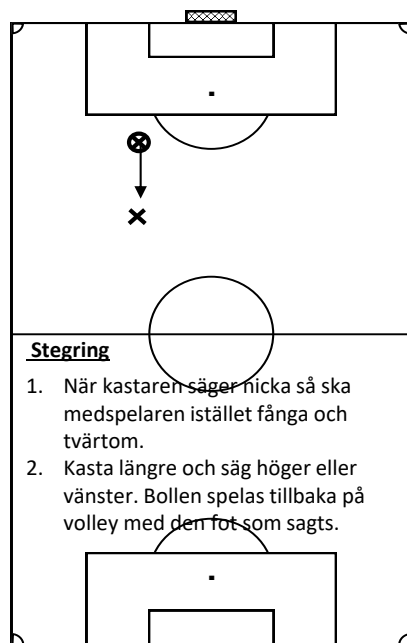 Stegring
1. När kastaren säger nicka så ska
medspelaren istället fånga och
tvärtom.
2. Kasta längre och säg höger eller
vänster. Bollen spelas tillbaka på
volley med den fot som sagts.